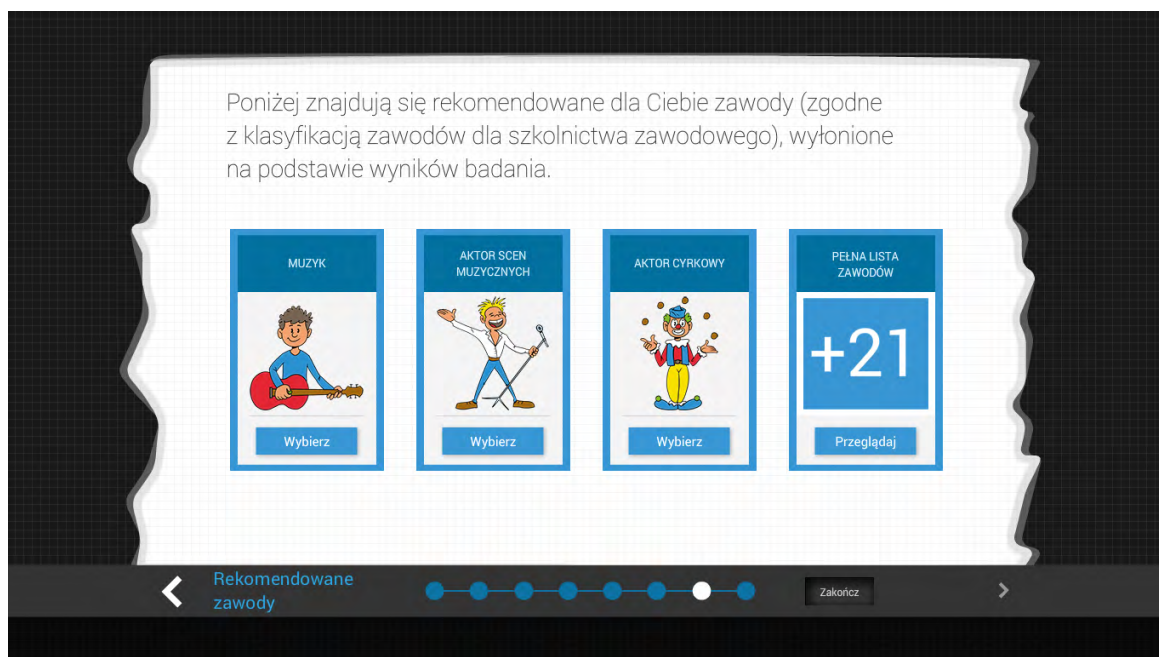 Poniżej znajdują się rekomendowane dla Ciebie zawody (zgodne
z klasyfikacją zawodów dla szkolnictwa zawodowego), wyłonione
na podstawie wyników badania.
MUZYK
AKTOR SCEN
MUZYCZNYCH
AKTOR CYRKOWY
PEŁNA LISTA
ZAWODÓW
+21
Wybierz
Wybierz
Wybierz
Przeglądaj
Rekomendowane
zawody
Zakończ